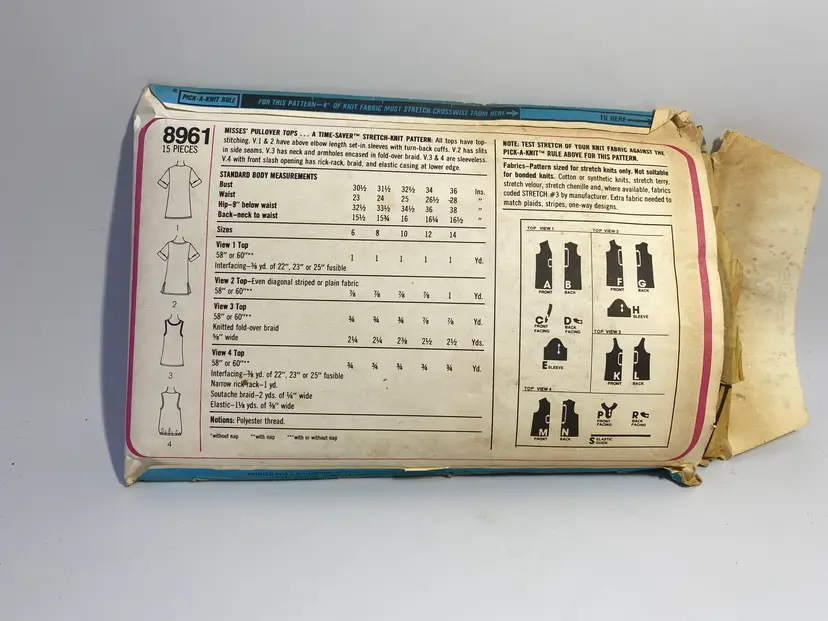 PICK-A-KNIT RULE
FOR THIS PATTERN—4" OF KNIT FABRIC MUST STRETCH CROSSWISE FROM HERE
TO HERE
8961
15 PIECES
1
2
3
4
MISSES' PULLOVER TOPS . . . A TIME-SAVER™ STRETCH-KNIT PATTERN: All tops have top-
stitching. V.1 & 2 have above elbow length set-in sleeves with turn-back cuffs. V.2 has slits
in side seams. V.3 has neck and armholes encased in fold-over braid. V.3 & 4 are sleeveless.
V.4 with front slash opening has rick-rack, braid, and elastic casing at lower edge.
STANDARD BODY MEASUREMENTS
Bust 30½ 31½ 32½ 34 36 Ins.
Waist 23 24 25 26½ 28 "
Hip–9" below waist 32½ 33½ 34½ 36 38 "
Back–neck to waist 15½ 15¾ 16 16¼ 16½ "
Sizes 6 8 10 12 14
View 1 Top
58" or 60"** 1 1 1 1 1 Yd.
Interfacing–⅜ yd. of 22", 23" or 25" fusible
View 2 Top–Even diagonal striped or plain fabric
58" or 60"** ⅞ ⅞ ⅞ ⅞ 1 Yd.
View 3 Top
58" or 60"** ¾ ¾ ¾ ⅞ ⅞ Yd.
Knitted fold-over braid
⅝" wide 2¼ 2¼ 2⅜ 2½ 2½ Yds.
View 4 Top
58" or 60"** ¾ ¾ ¾ ¾ ¾ Yd.
Interfacing–⅜ yd. of 22", 23" or 25" fusible
Narrow rick-rack–1 yd.
Soutache braid–2 yds. of ¼" wide
Elastic–1⅛ yds. of ⅜" wide
Notions: Polyester thread.
*without nap **with nap ***with or without nap
NOTE: TEST STRETCH OF YOUR KNIT FABRIC AGAINST THE
PICK-A-KNIT™ RULE ABOVE FOR THIS PATTERN.
Fabrics–Pattern sized for stretch knits only. Not suitable
for bonded knits. Cotton or synthetic knits, stretch terry,
stretch velour, stretch chenille and, where available, fabrics
coded STRETCH #3 by manufacturer. Extra fabric needed to
match plaids, stripes, one-way designs.
TOP VIEW 1
A
FRONT
B
BACK
C
FRONT
FACING
D
BACK
FACING
E SLEEVE
TOP VIEW 2
F
FRONT
G
BACK
H
SLEEVE
TOP VIEW 3
K
FRONT
L
BACK
TOP VIEW 4
M
FRONT
N
BACK
P
FRONT
FACING
R
BACK
FACING
S ELASTIC
GUIDE